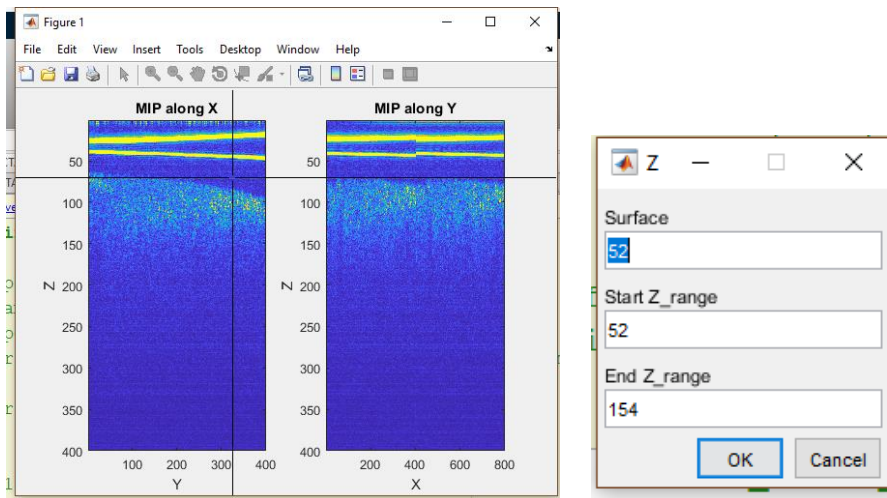 Figure 1
File Edit View Insert Tools Desktop Window Help
MIP along X
50
100
150
200
250
300
350
400
Z
100 200 300 400
Y
MIP along Y
50
100
150
200
250
300
350
400
Z
200 400 600 800
X
Z
Surface
52
Start Z_range
52
End Z_range
154
OK Cancel